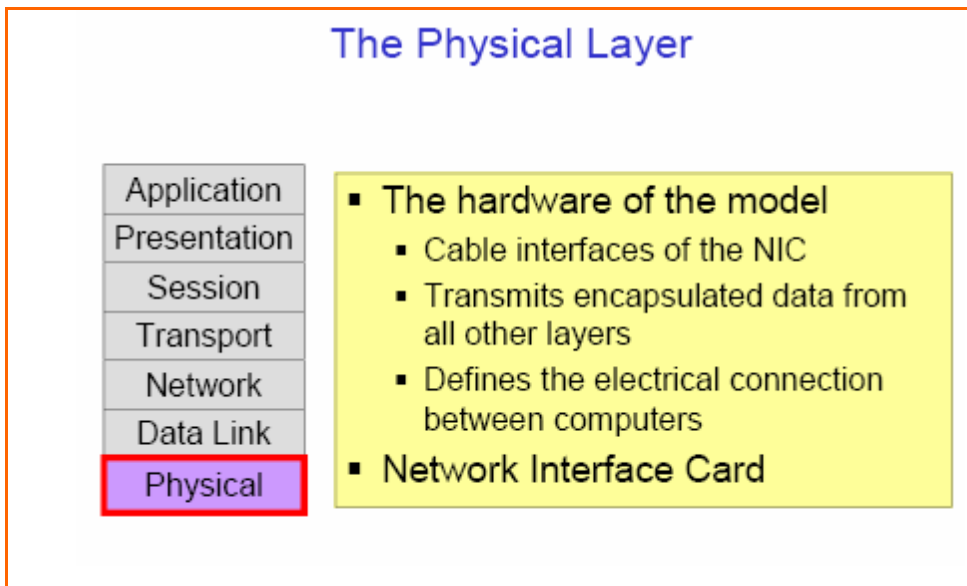 The Physical Layer
Application
Presentation
Session
Transport
Network
Data Link
Physical
▪ The hardware of the model
▪ Cable interfaces of the NIC
▪ Transmits encapsulated data from
all other layers
▪ Defines the electrical connection
between computers
▪ Network Interface Card